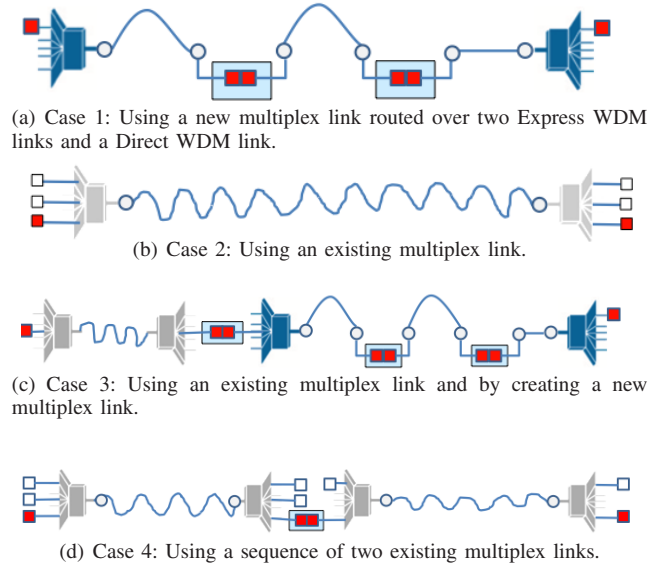 (a) Case 1: Using a new multiplex link routed over two Express WDM
links and a Direct WDM link.
(b) Case 2: Using an existing multiplex link.
(c) Case 3: Using an existing multiplex link and by creating a new
multiplex link.
(d) Case 4: Using a sequence of two existing multiplex links.